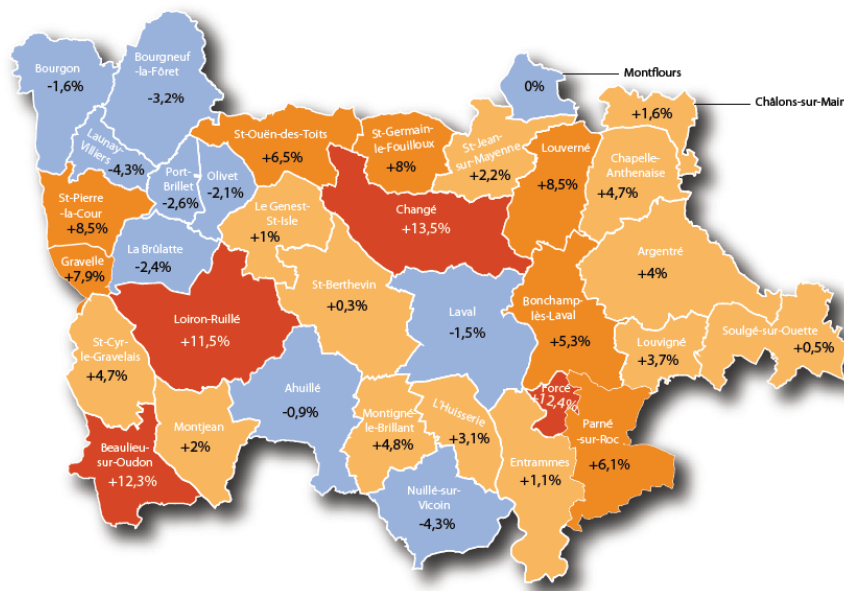 Bourgon
-1,6%
Bourgneuf
-la-Fôret
-3,2%
0%
Montflours
+1,6%
Châlons-sur-Main
Launay-
Villiers
-4,3%
Port-
Brillet
-2,6%
Olivet
-2,1%
St-Ouën-des-Toits
+6,5%
St-Germain
-le-Fouilloux
+8%
St-Jean-
sur-Mayenne
+2,2%
Louverné
+8,5%
Chapelle-
Anthenaise
+4,7%
St-Pierre
-la-Cour
+8,5%
Le Genest-
St-Isle
+1%
Changé
+13,5%
Gravelle
+7,9%
La Brûlatte
-2,4%
Argentré
+4%
St-Berthevin
+0,3%
Loiron-Ruillé
+11,5%
Laval
-1,5%
Bonchamp
-lès-Laval
+5,3%
St-Cyr-
le-Gravelais
+4,7%
Louvigné
+3,7%
Soulgé-sur-Ouette
+0,5%
Ahuillé
-0,9%
Forcé
+12,4%
Beaulieu-
sur-Oudon
+12,3%
Montjean
+2%
Montigné
-le-Brillant
+4,8%
L'Huisserie
+3,1%
Entrammes
+1,1%
Parné
-sur-Roc
+6,1%
Nuillé-sur-
Vicoin
-4,3%